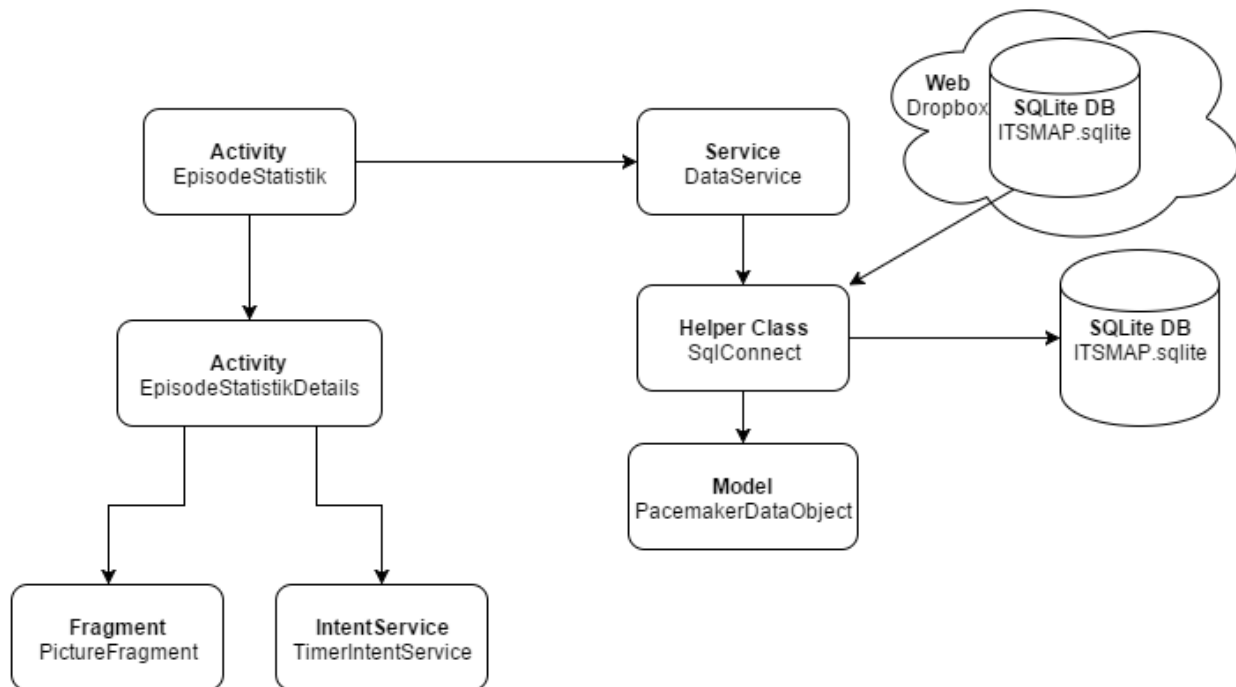 Web
Dropbox
SQLite DB
ITSMAP.sqlite
Activity
EpisodeStatistik
Service
DataService
Helper Class
SqlConnect
SQLite DB
ITSMAP.sqlite
Activity
EpisodeStatistikDetails
Model
PacemakerDataObject
Fragment
PictureFragment
IntentService
TimerIntentService